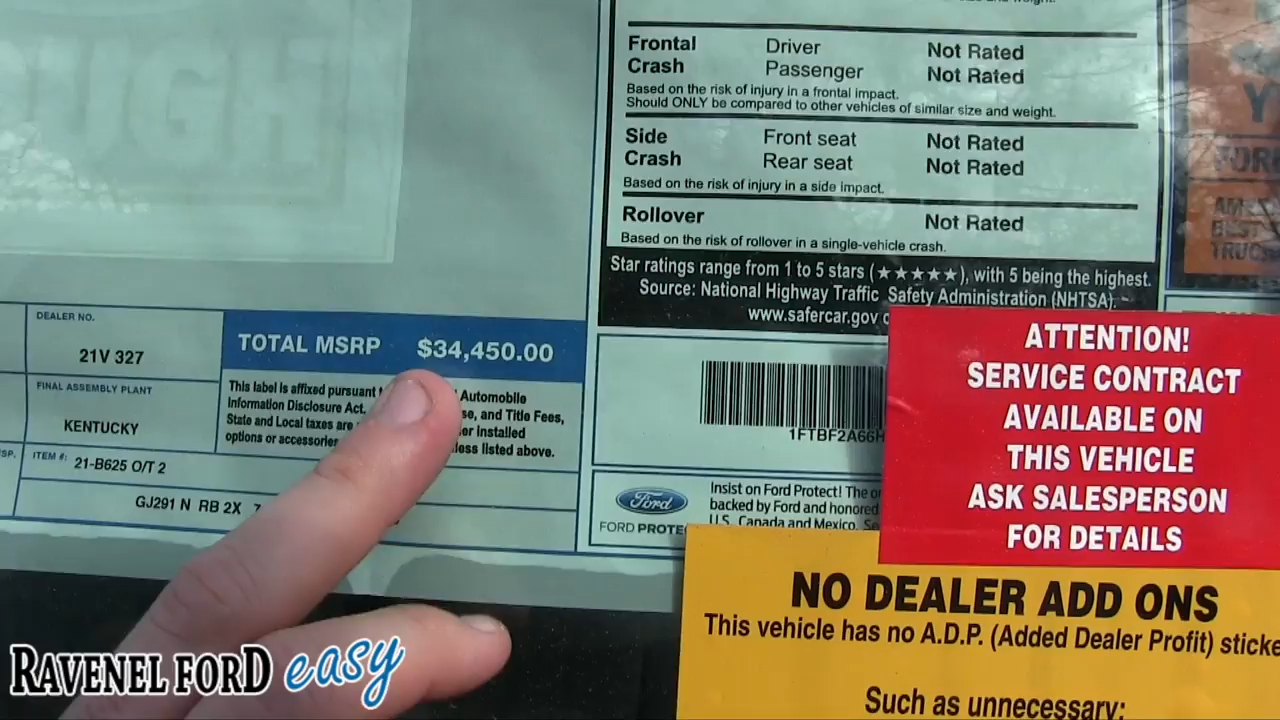 Frontal Driver Not Rated
Crash Passenger Not Rated
Based on the risk of injury in a frontal impact.
Should ONLY be compared to other vehicles of similar size and weight.
Side Front seat Not Rated
Crash Rear seat Not Rated
Based on the risk of injury in a side impact.
Rollover Not Rated
Based on the risk of rollover in a single-vehicle crash.
Star ratings range from 1 to 5 stars (★★★★★), with 5 being the highest.
Source: National Highway Traffic Safety Administration (NHTSA).
www.safercar.gov
DEALER NO.
21V 327
TOTAL MSRP $34,450.00
FINAL ASSEMBLY PLANT
KENTUCKY
This label is affixed pursuant Automobile
Information Disclosure Act. and Title Fees,
State and Local taxes are Installed
options or accessories listed above.
ITEM #: 21-B625 O/T 2
GJ291 N RB 2X 7
1FTBF2A66H
Ford
FORD PROTE
Insist on Ford Protect! The
backed by Ford and honored
U.S. Canada and Mexico.
ATTENTION!
SERVICE CONTRACT
AVAILABLE ON
THIS VEHICLE
ASK SALESPERSON
FOR DETAILS
NO DEALER ADD ONS
This vehicle has no A.D.P. (Added Dealer Profit) sticke
Such as unnecessary:
RAVENEL FORD easy